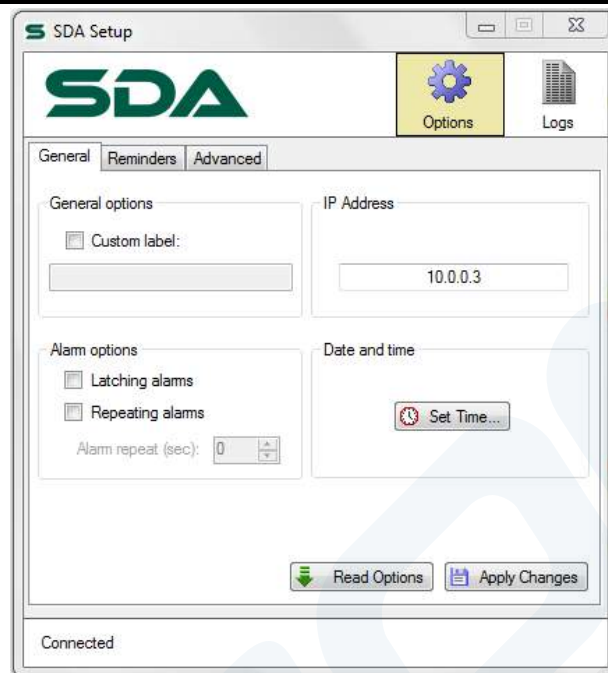 SDA Setup
SDA
Options
Logs
General
Reminders
Advanced
General options
Custom label:
IP Address
10.0.0.3
Alarm options
Latching alarms
Repeating alarms
Alarm repeat (sec): 0
Date and time
Set Time...
Read Options
Apply Changes
Connected